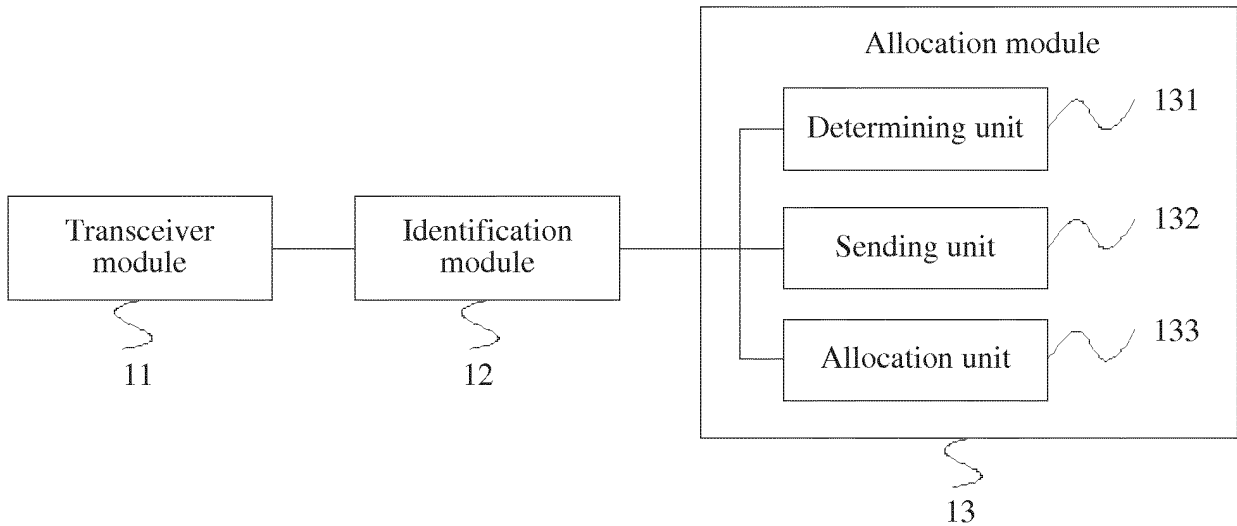 Allocation module
Determining unit
131
Sending unit
132
Allocation unit
133
Transceiver
module
11
Identification
module
12
13